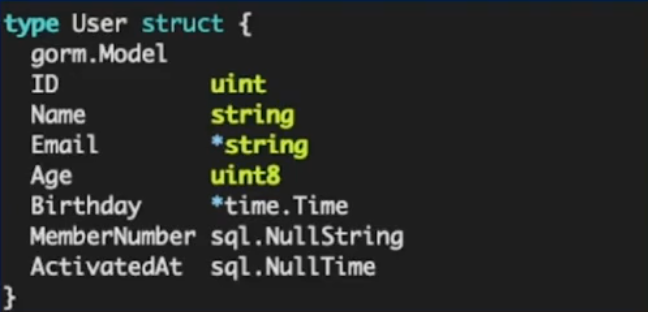 type User struct {
  gorm.Model
  ID           uint
  Name         string
  Email        *string
  Age          uint8
  Birthday     *time.Time
  MemberNumber sql.NullString
  ActivatedAt  sql.NullTime
}